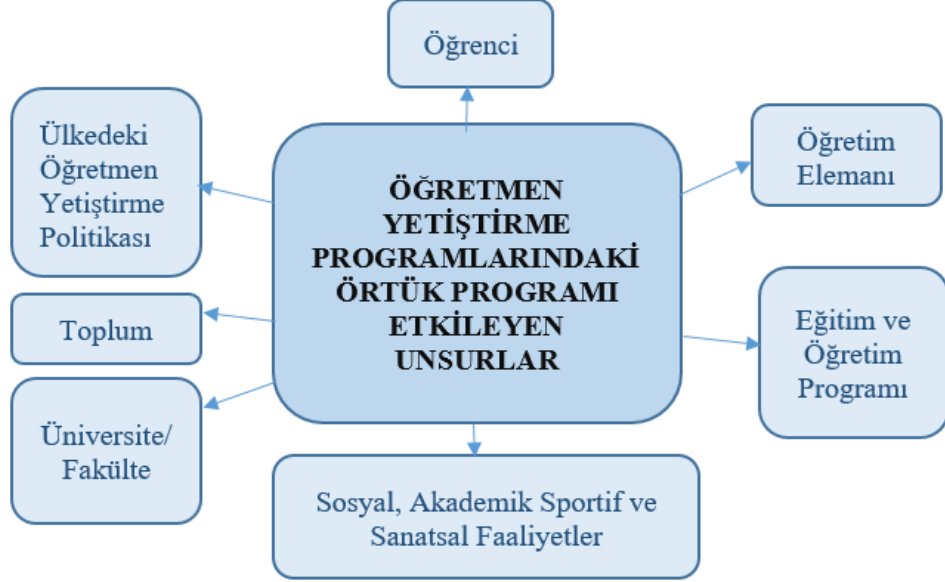 Öğrenci
Ülkedeki
Öğretmen
Yetiştirme
Politikası
Öğretim
Elemanı
ÖĞRETMEN
YETİŞTİRME
PROGRAMLARINDAKİ
ÖRTÜK PROGRAMI
ETKİLEYEN
UNSURLAR
Toplum
Eğitim ve
Öğretim
Programı
Üniversite/
Fakülte
Sosyal, Akademik Sportif ve
Sanatsal Faaliyetler